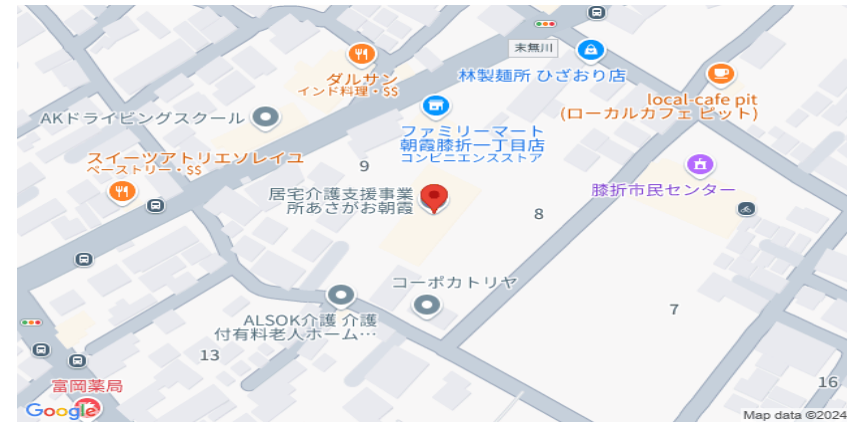 末無川
ダルサン
インド料理・$$
林製麺所 ひざおり店
local-cafe pit
(ローカルカフェ ピット)
AKドライビングスクール
ファミリーマート
朝霞膝折一丁目店
コンビニエンスストア
スイーツアトリエソレイユ
ペーストリー・$$
9
膝折市民センター
居宅介護支援事業
所あさがお朝霞
8
コーポカトリヤ
7
ALSOK介護 介護
付有料老人ホーム…
13
16
富岡薬局
Google
Map data ©2024